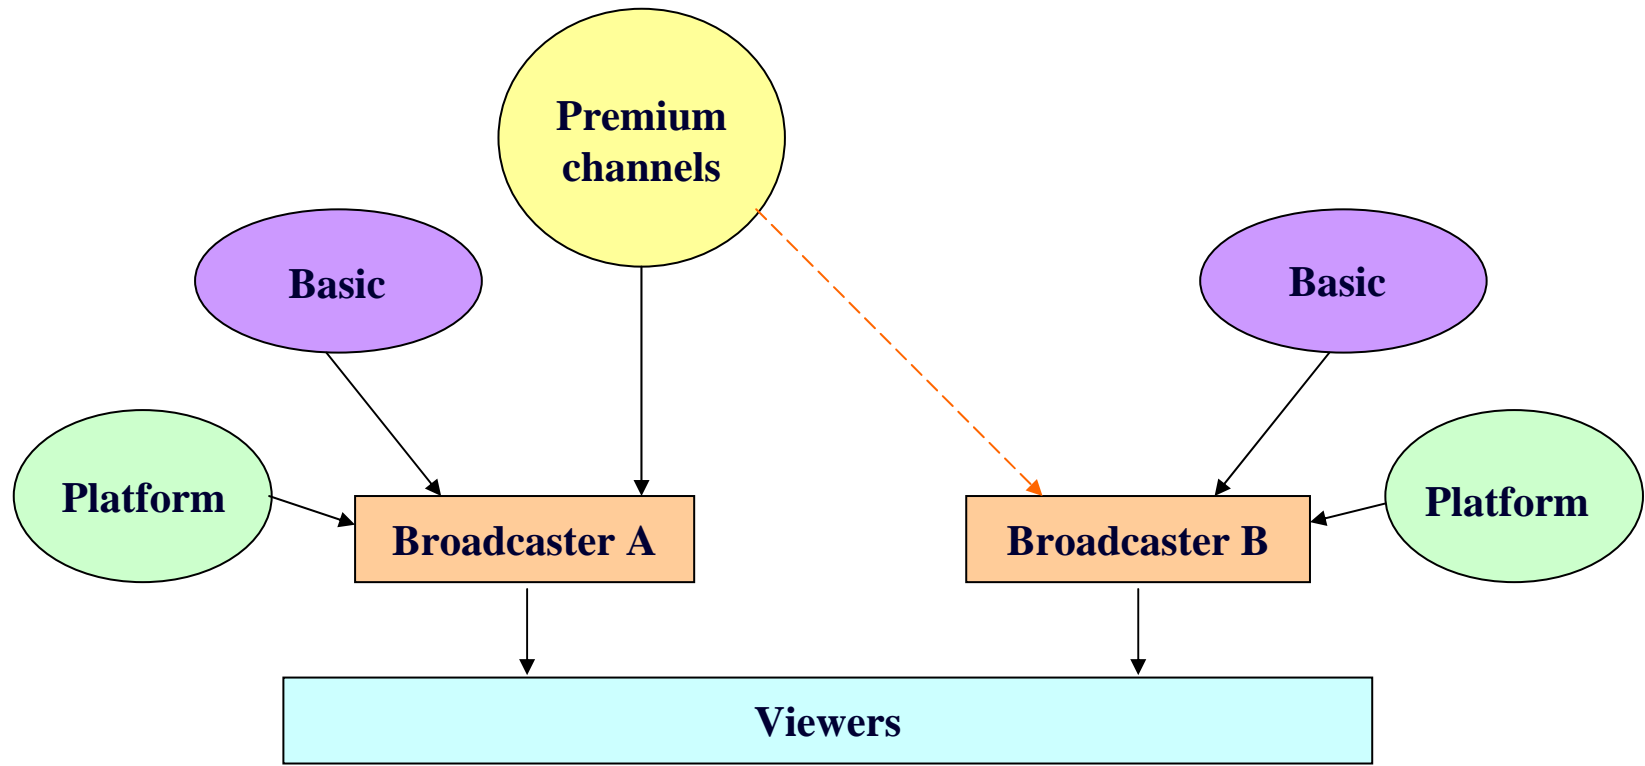 Premium
channels
Basic
Basic
Platform
Platform
Broadcaster A
Broadcaster B
Viewers